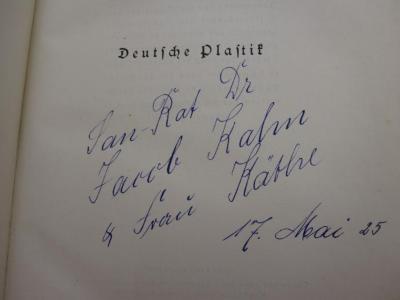 Deutsche Plastik
San-Rat Dr
Jacob Kahn
& Frau Käthe
17. Mai 25